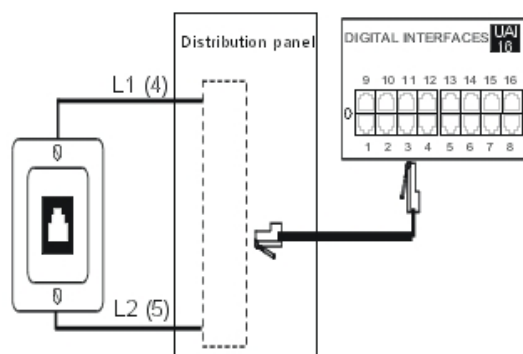 Distribution panel
DIGITAL INTERFACES UAI 16
L1 (4)
9 10 11 12 13 14 15 16
0
1 2 3 4 5 6 7 8
L2 (5)